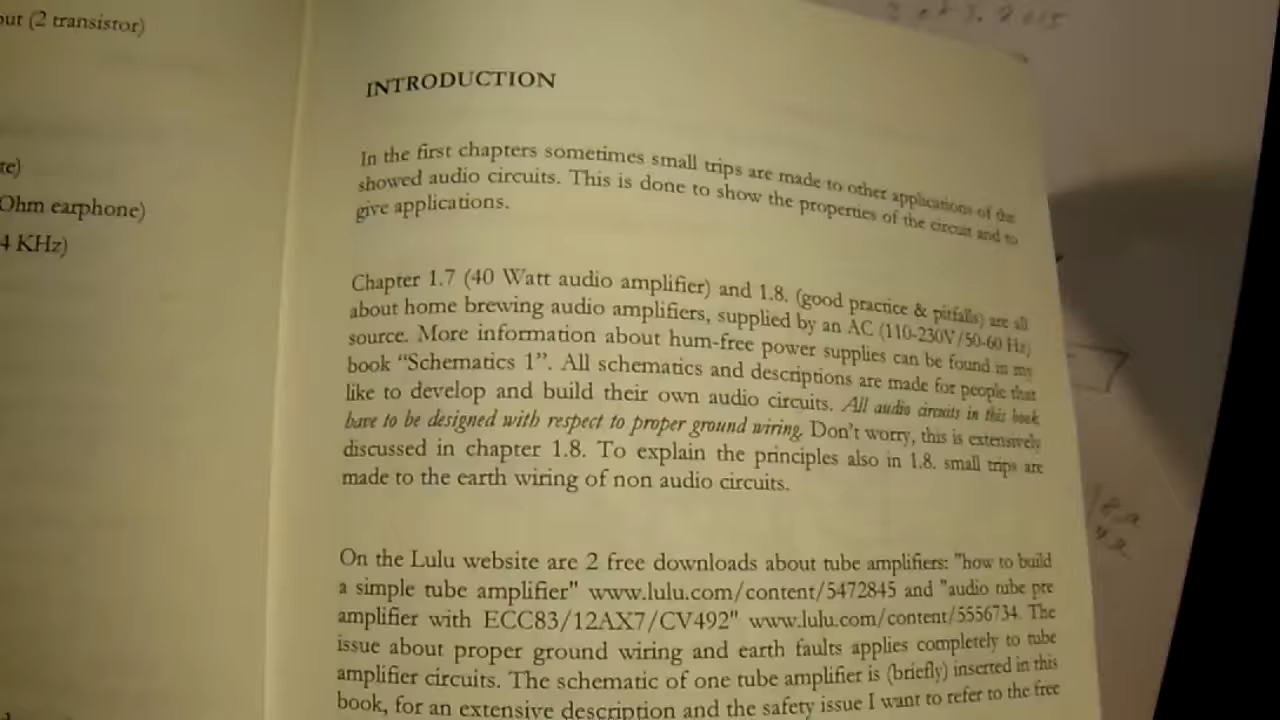 out (2 transistor)
Ohm earphone)
4 KHz)
INTRODUCTION
In the first chapters sometimes small trips are made to other applications of the
showed audio circuits. This is done to show the properties of the circuit and to
give applications.
Chapter 1.7 (40 Watt audio amplifier) and 1.8. (good practice & pitfalls) are all
about home brewing audio amplifiers, supplied by an AC (110-230V/50-60 Hz)
source. More information about hum-free power supplies can be found in my
book “Schematics 1”. All schematics and descriptions are made for people that
like to develop and build their own audio circuits. All audio circuits in this book
have to be designed with respect to proper ground wiring. Don't worry, this is extensively
discussed in chapter 1.8. To explain the principles also in 1.8. small trips are
made to the earth wiring of non audio circuits.
On the Lulu website are 2 free downloads about tube amplifiers: "how to build
a simple tube amplifier" www.lulu.com/content/5472845 and "audio tube pre
amplifier with ECC83/12AX7/CV492" www.lulu.com/content/5556734. The
issue about proper ground wiring and earth faults applies completely to tube
amplifier circuits. The schematic of one tube amplifier is (briefly) inserted in this
book, for an extensive description and the safety issue I want to refer to the free